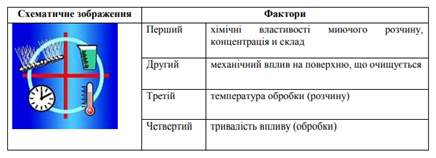 Схематичне зображення
Фактори
Перший
хімічні властивості миючого розчину,
концентрація и склад
Другий
механічний вплив на поверхню, що очищується
Третій
температура обробки (розчину)
Четвертий
тривалість впливу (обробки)